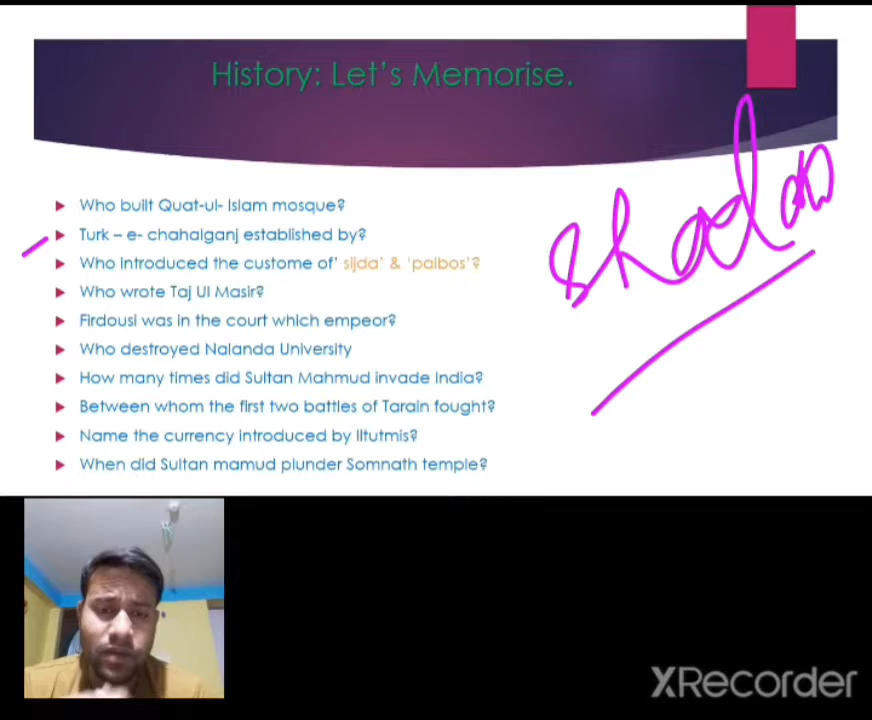 History: Let's Memorise.
Who built Quat-ul- Islam mosque?
Turk – e- chahalganj established by?
Who introduced the custome of' sijda' & 'palbos'?
Who wrote Taj Ul Masir?
Firdousi was in the court which empeor?
Who destroyed Nalanda University
How many times did Sultan Mahmud invade India?
Between whom the first two battles of Tarain fought?
Name the currency introduced by Iltutmis?
When did Sultan mamud plunder Somnath temple?
XRecorder